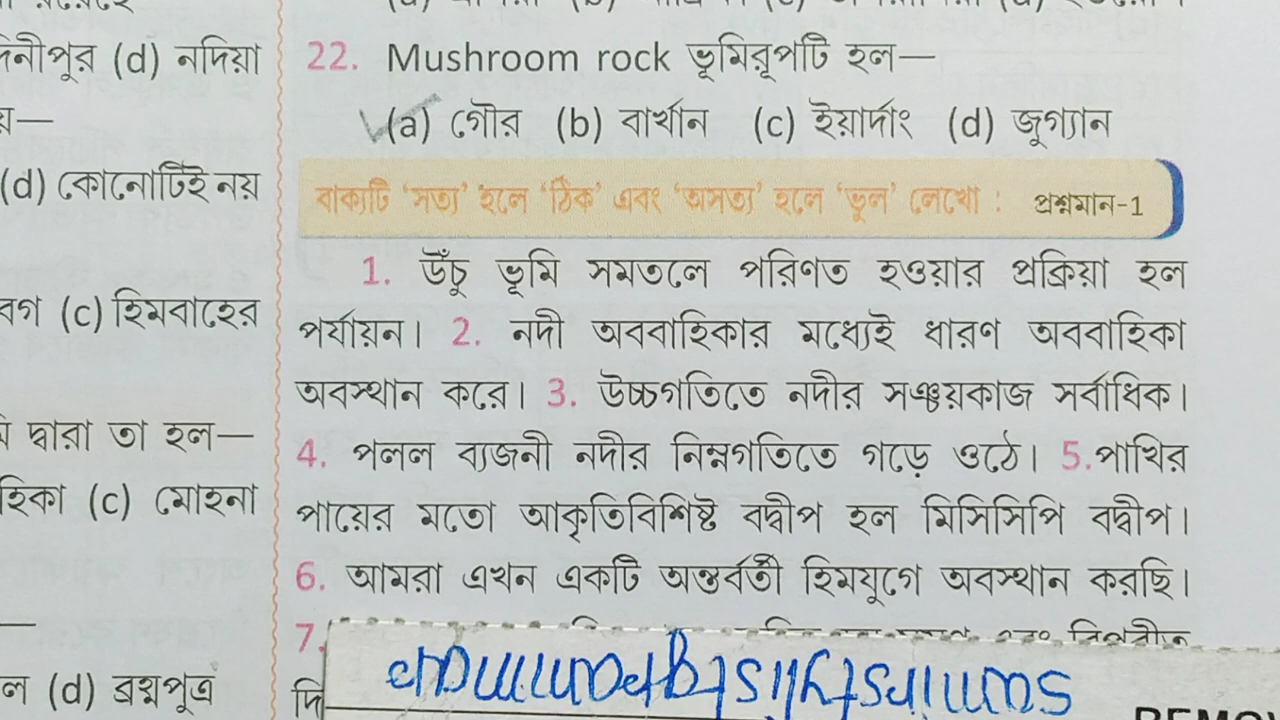 দিনীপুর (d) নদিয়া
য়—
(d) কোনোটিই নয়
বগ (c) হিমবাহের
দ্বারা তা হল—
হিকা (c) মোহনা
ল (d) ব্রহ্মপুত্র
22. Mushroom rock ভূমিরূপটি হল—
(a) গৌর (b) বার্খান (c) ইয়ার্দাং (d) জুগ্যান
বাক্যটি ‘সত্য’ হলে ‘ঠিক’ এবং ‘অসত্য’ হলে ‘ভুল’ লেখো : প্রশ্নমান-1
1. উঁচু ভূমি সমতলে পরিণত হওয়ার প্রক্রিয়া হল
পর্যায়ন। 2. নদী অববাহিকার মধ্যেই ধারণ অববাহিকা
অবস্থান করে। 3. উচ্চগতিতে নদীর সঞ্চয়কাজ সর্বাধিক।
4. পলল ব্যজনী নদীর নিম্নগতিতে গড়ে ওঠে। 5.পাখির
পায়ের মতো আকৃতিবিশিষ্ট বদ্বীপ হল মিসিসিপি বদ্বীপ।
6. আমরা এখন একটি অন্তর্বর্তী হিমযুগে অবস্থান করছি।
7.
দি